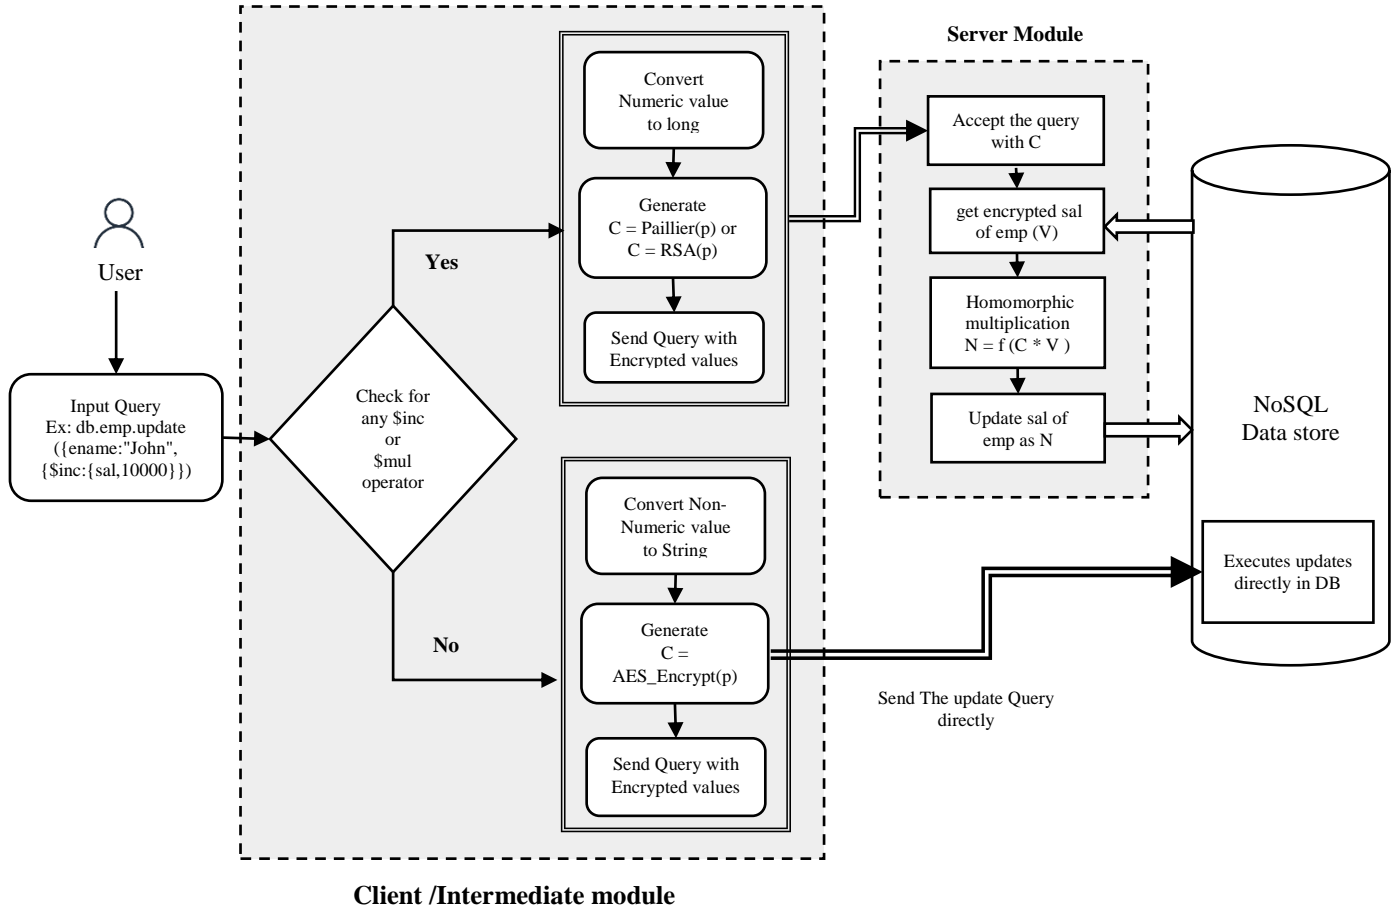 User
Input Query
Ex: db.emp.update
({ename:"John",
{$inc:{sal,10000}})
Check for
any $inc
or
$mul
operator
Yes
No
Convert
Numeric value
to long
Generate
C = Paillier(p) or
C = RSA(p)
Send Query with
Encrypted values
Convert Non-
Numeric value
to String
Generate
C =
AES_Encrypt(p)
Send Query with
Encrypted values
Client /Intermediate module
Server Module
Accept the query
with C
get encrypted sal
of emp (V)
Homomorphic
multiplication
N = f (C * V )
Update sal of
emp as N
NoSQL
Data store
Executes updates
directly in DB
Send The update Query
directly